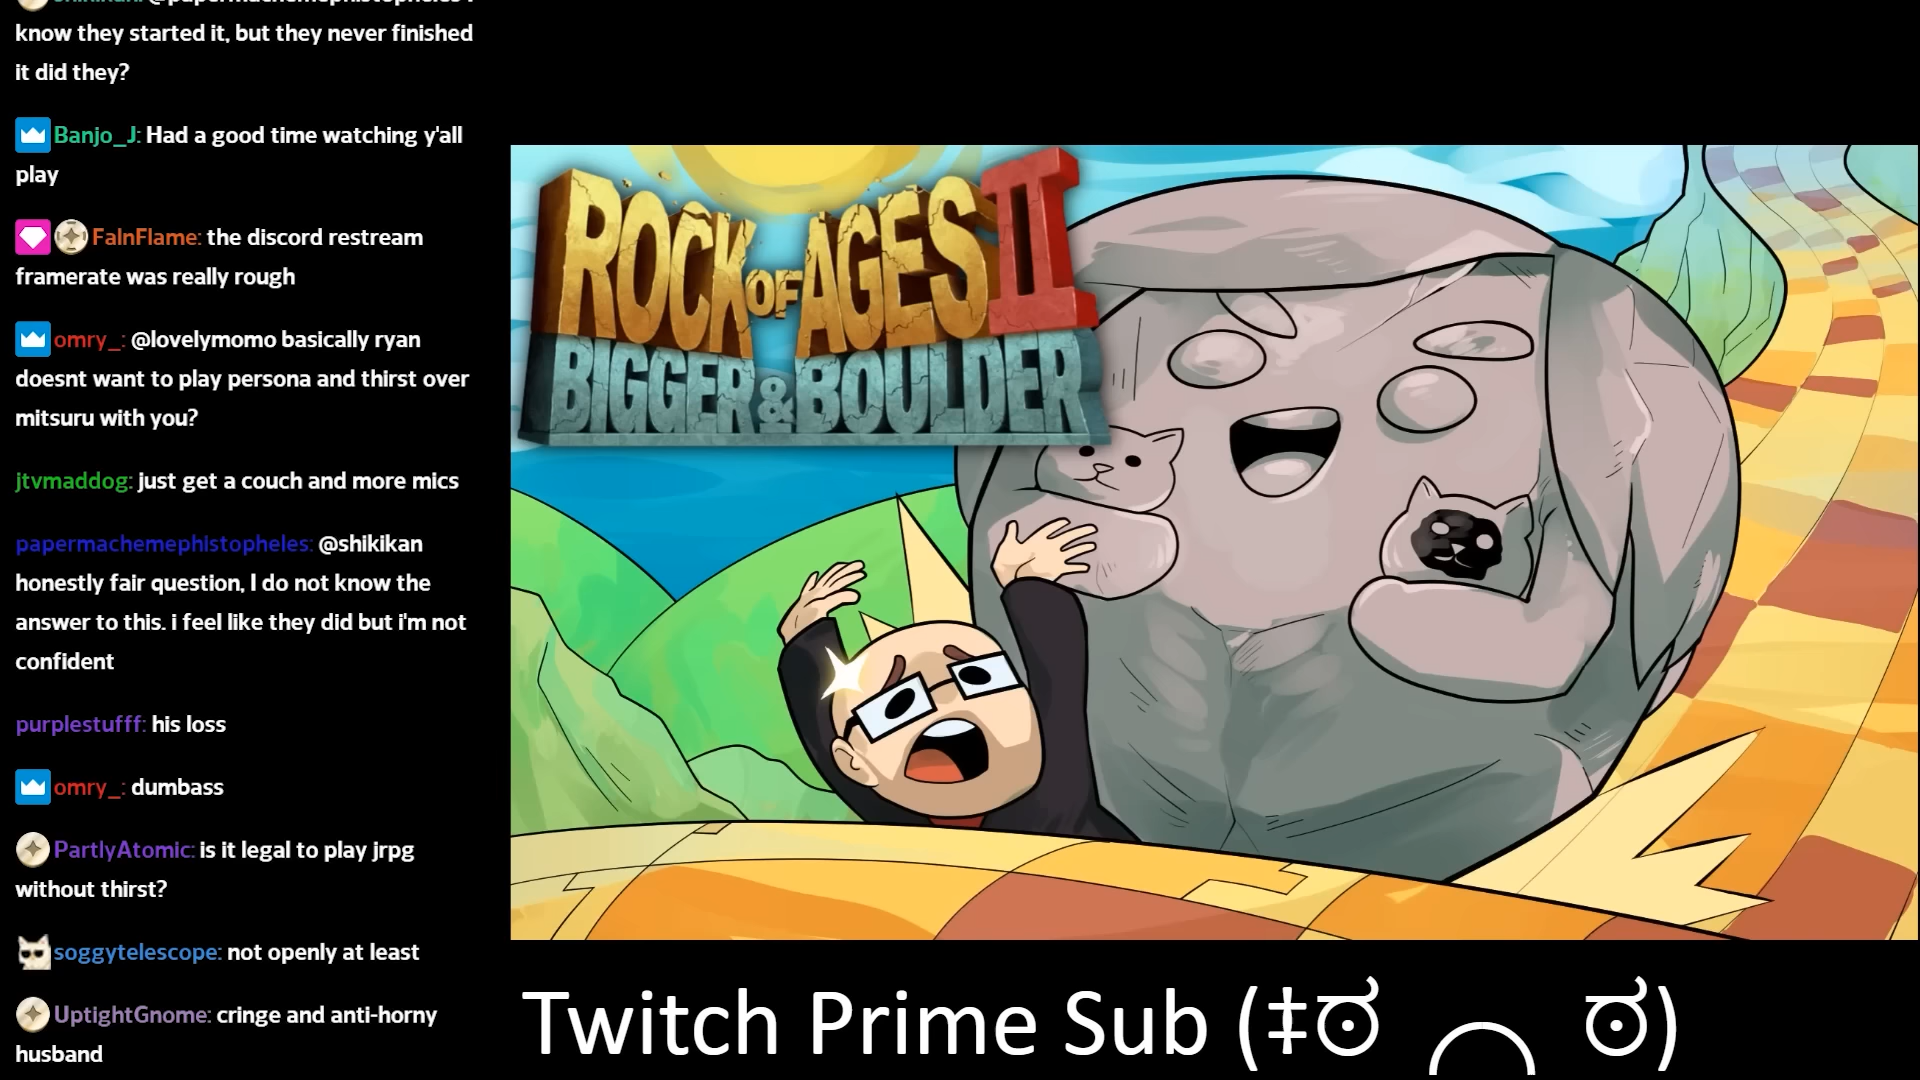 know they started it, but they never finished
it did they?
Banjo_J: Had a good time watching y'all
play
FalnFlame: the discord restream
framerate was really rough
omry_: @lovelymomo basically ryan
doesnt want to play persona and thirst over
mitsuru with you?
jtvmaddog: just get a couch and more mics
papermachemephistopheles: @shikikan
honestly fair question, I do not know the
answer to this. i feel like they did but i'm not
confident
purplestufff: his loss
omry_: dumbass
PartlyAtomic: is it legal to play jrpg
without thirst?
soggytelescope: not openly at least
UptightGnome: cringe and anti-horny
husband
ROCK OF AGES II
BIGGER & BOULDER
Twitch Prime Sub (‡ಠ ╭╮ ಠ)